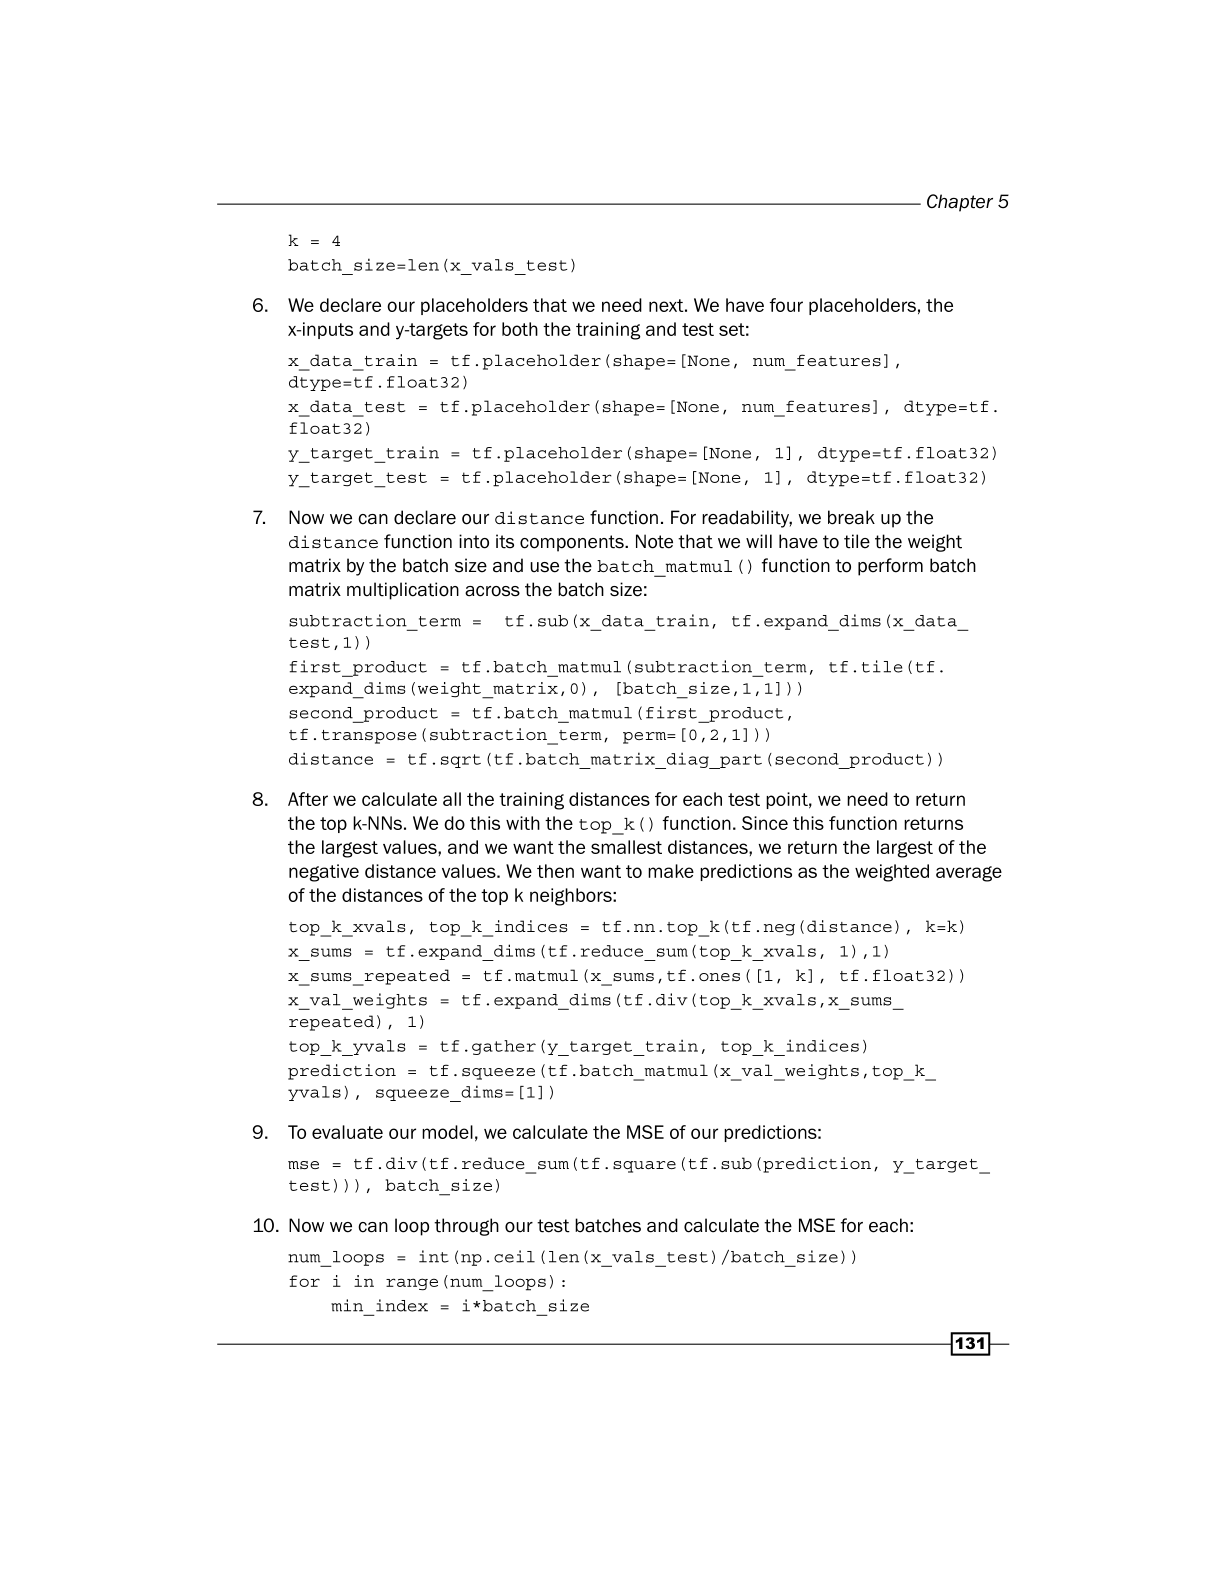 Chapter 5
k = 4
batch_size=len(x_vals_test)
6. We declare our placeholders that we need next. We have four placeholders, the
x-inputs and y-targets for both the training and test set:
x_data_train = tf.placeholder(shape=[None, num_features],
dtype=tf.float32)
x_data_test = tf.placeholder(shape=[None, num_features], dtype=tf.
float32)
y_target_train = tf.placeholder(shape=[None, 1], dtype=tf.float32)
y_target_test = tf.placeholder(shape=[None, 1], dtype=tf.float32)
7. Now we can declare our distance function. For readability, we break up the
distance function into its components. Note that we will have to tile the weight
matrix by the batch size and use the batch_matmul() function to perform batch
matrix multiplication across the batch size:
subtraction_term =  tf.sub(x_data_train, tf.expand_dims(x_data_
test,1))
first_product = tf.batch_matmul(subtraction_term, tf.tile(tf.
expand_dims(weight_matrix,0), [batch_size,1,1]))
second_product = tf.batch_matmul(first_product,
tf.transpose(subtraction_term, perm=[0,2,1]))
distance = tf.sqrt(tf.batch_matrix_diag_part(second_product))
8. After we calculate all the training distances for each test point, we need to return
the top k-NNs. We do this with the top_k() function. Since this function returns
the largest values, and we want the smallest distances, we return the largest of the
negative distance values. We then want to make predictions as the weighted average
of the distances of the top k neighbors:
top_k_xvals, top_k_indices = tf.nn.top_k(tf.neg(distance), k=k)
x_sums = tf.expand_dims(tf.reduce_sum(top_k_xvals, 1),1)
x_sums_repeated = tf.matmul(x_sums,tf.ones([1, k], tf.float32))
x_val_weights = tf.expand_dims(tf.div(top_k_xvals,x_sums_
repeated), 1)
top_k_yvals = tf.gather(y_target_train, top_k_indices)
prediction = tf.squeeze(tf.batch_matmul(x_val_weights,top_k_
yvals), squeeze_dims=[1])
9. To evaluate our model, we calculate the MSE of our predictions:
mse = tf.div(tf.reduce_sum(tf.square(tf.sub(prediction, y_target_
test))), batch_size)
10. Now we can loop through our test batches and calculate the MSE for each:
num_loops = int(np.ceil(len(x_vals_test)/batch_size))
for i in range(num_loops):
    min_index = i*batch_size
131